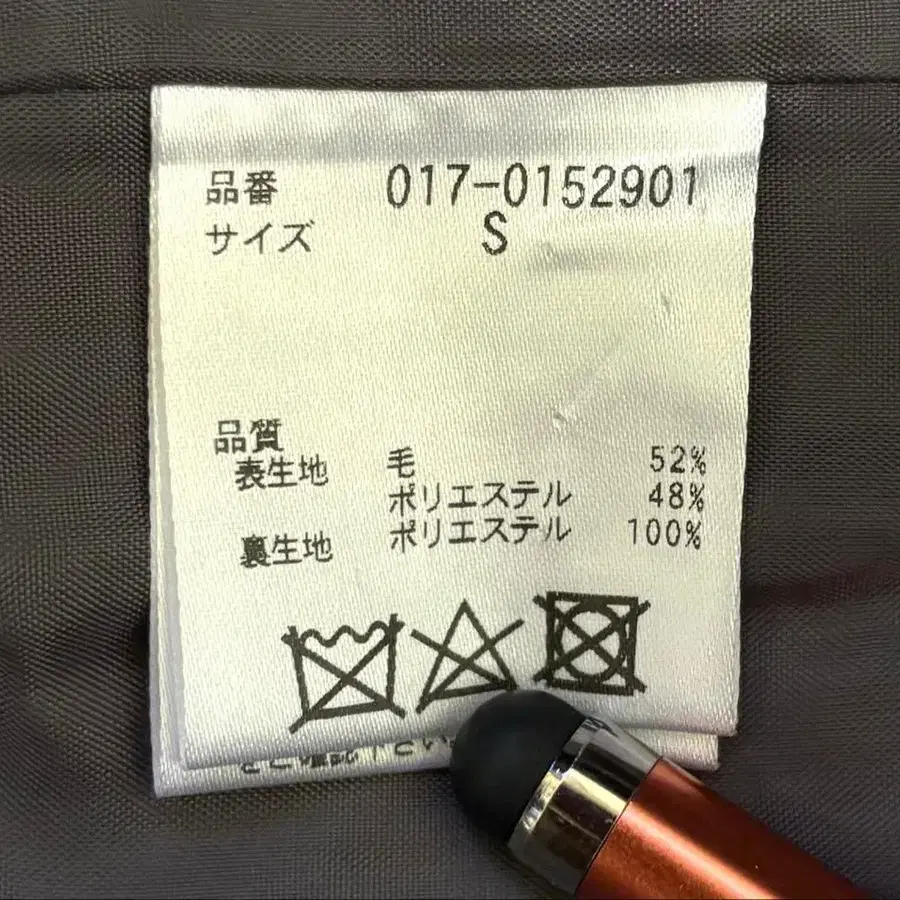 品番 017-0152901
サイズ S
品質
表生地 毛 52%
ポリエステル 48%
裏生地 ポリエステル 100%